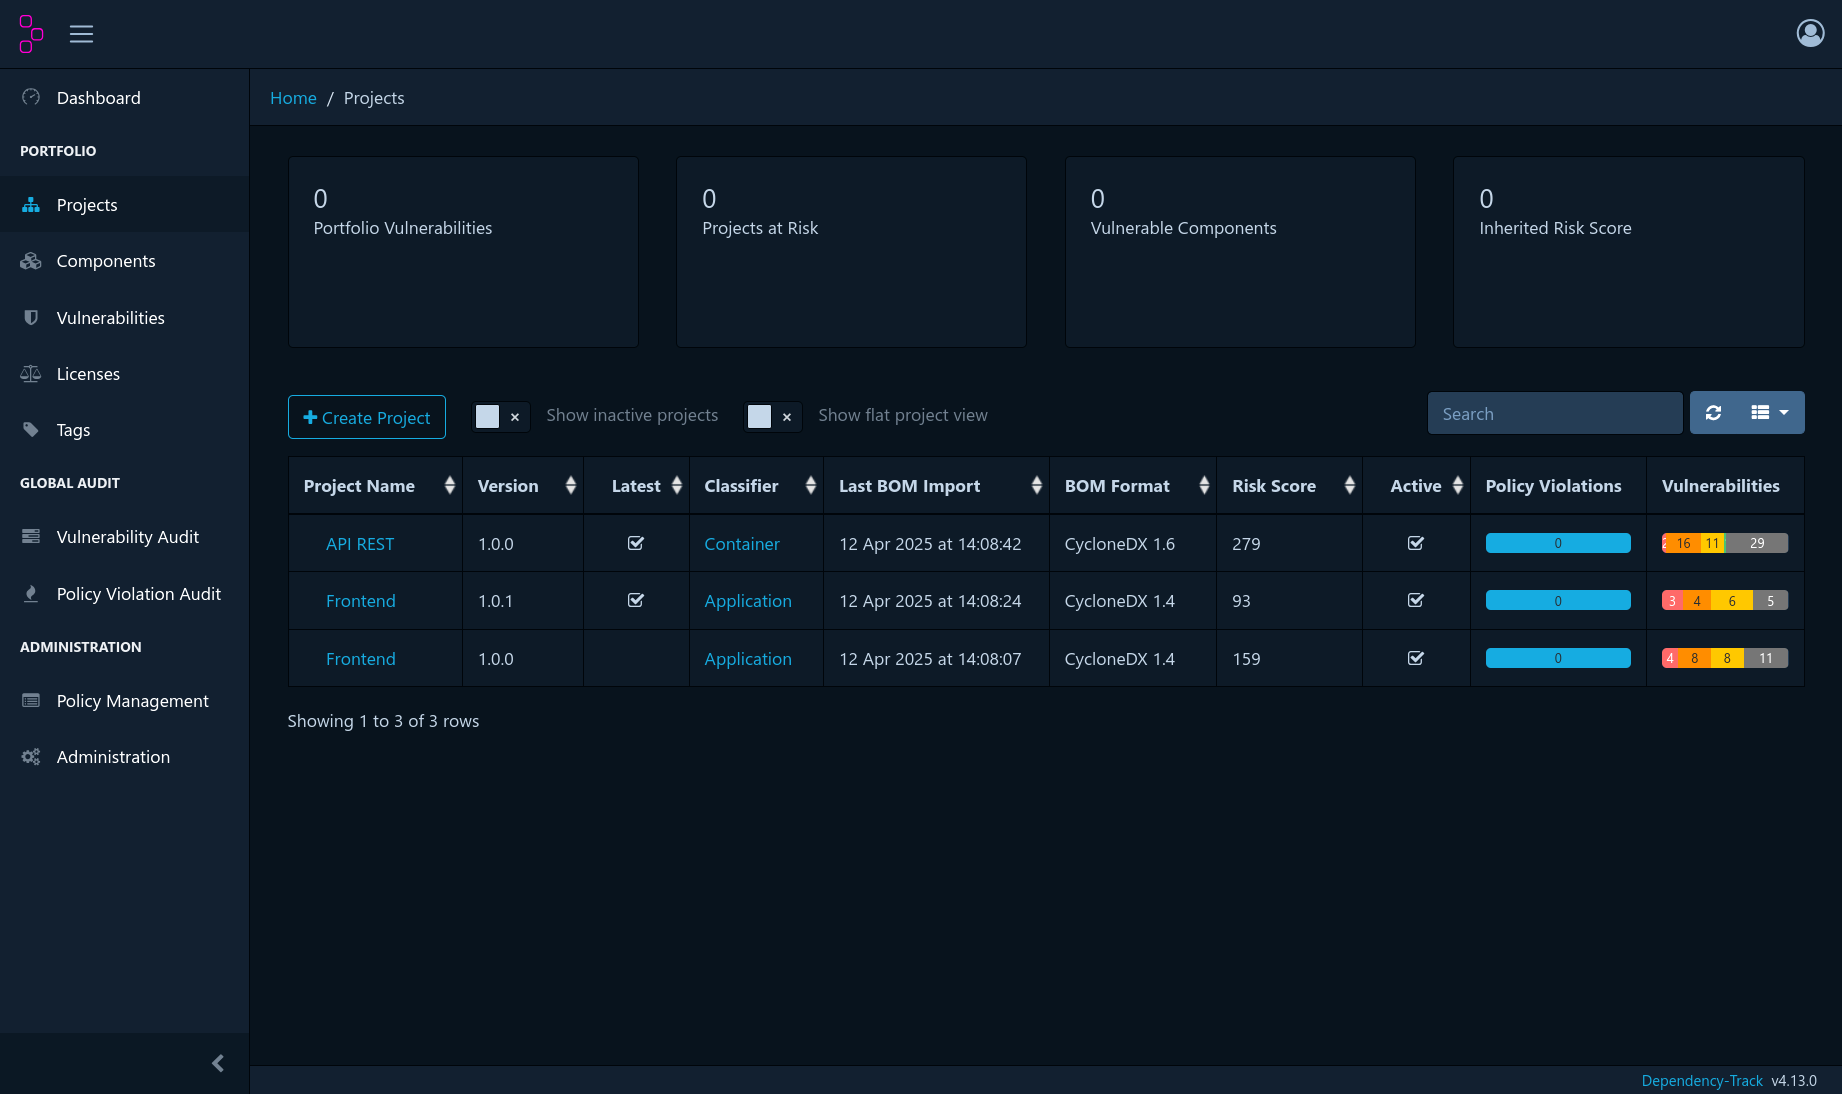 Dashboard
PORTFOLIO
Projects
Components
Vulnerabilities
Licenses
Tags
GLOBAL AUDIT
Vulnerability Audit
Policy Violation Audit
ADMINISTRATION
Policy Management
Administration
Home / Projects
0
Portfolio Vulnerabilities
0
Projects at Risk
0
Vulnerable Components
0
Inherited Risk Score
Create Project Show inactive projects Show flat project view Search
Project Name Version Latest Classifier Last BOM Import BOM Format Risk Score Active Policy Violations Vulnerabilities
API REST 1.0.0 Container 12 Apr 2025 at 14:08:42 CycloneDX 1.6 279 0 16 11 29
Frontend 1.0.1 Application 12 Apr 2025 at 14:08:24 CycloneDX 1.4 93 0 3 4 6 5
Frontend 1.0.0 Application 12 Apr 2025 at 14:08:07 CycloneDX 1.4 159 0 4 8 8 11
Showing 1 to 3 of 3 rows
Dependency-Track v4.13.0